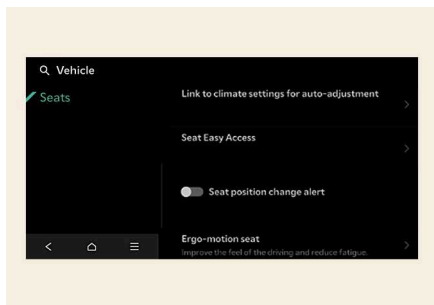 Vehicle
Seats
Link to climate settings for auto-adjustment
Seat Easy Access
Seat position change alert
Ergo-motion seat
Improve the feel of the driving and reduce fatigue.